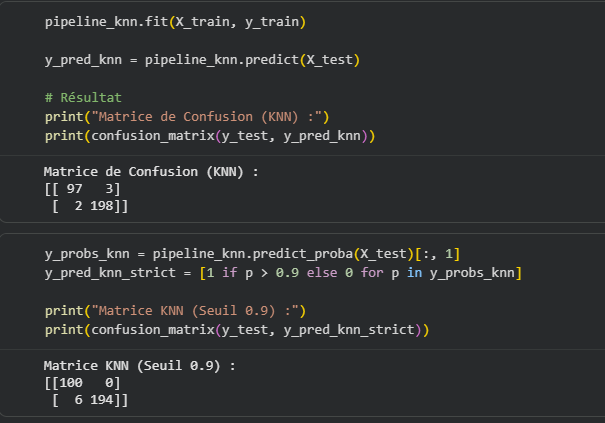 pipeline_knn.fit(X_train, y_train)
y_pred_knn = pipeline_knn.predict(X_test)
# Résultat
print("Matrice de Confusion (KNN) :")
print(confusion_matrix(y_test, y_pred_knn))
Matrice de Confusion (KNN) :
[[ 97   3]
 [  2 198]]
y_probs_knn = pipeline_knn.predict_proba(X_test)[:, 1]
y_pred_knn_strict = [1 if p > 0.9 else 0 for p in y_probs_knn]
print("Matrice KNN (Seuil 0.9) :")
print(confusion_matrix(y_test, y_pred_knn_strict))
Matrice KNN (Seuil 0.9) :
[[100   0]
 [  6 194]]